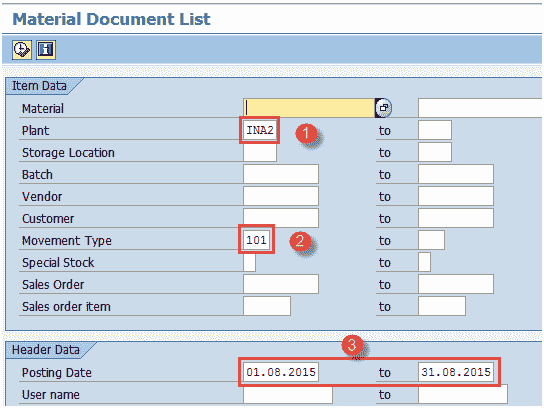 Material Document List
Item Data
Material
Plant INA2 1 to
Storage Location to
Batch to
Vendor to
Customer to
Movement Type 101 2 to
Special Stock to
Sales Order to
Sales order item to
Header Data 3
Posting Date 01.08.2015 to 31.08.2015
User name to